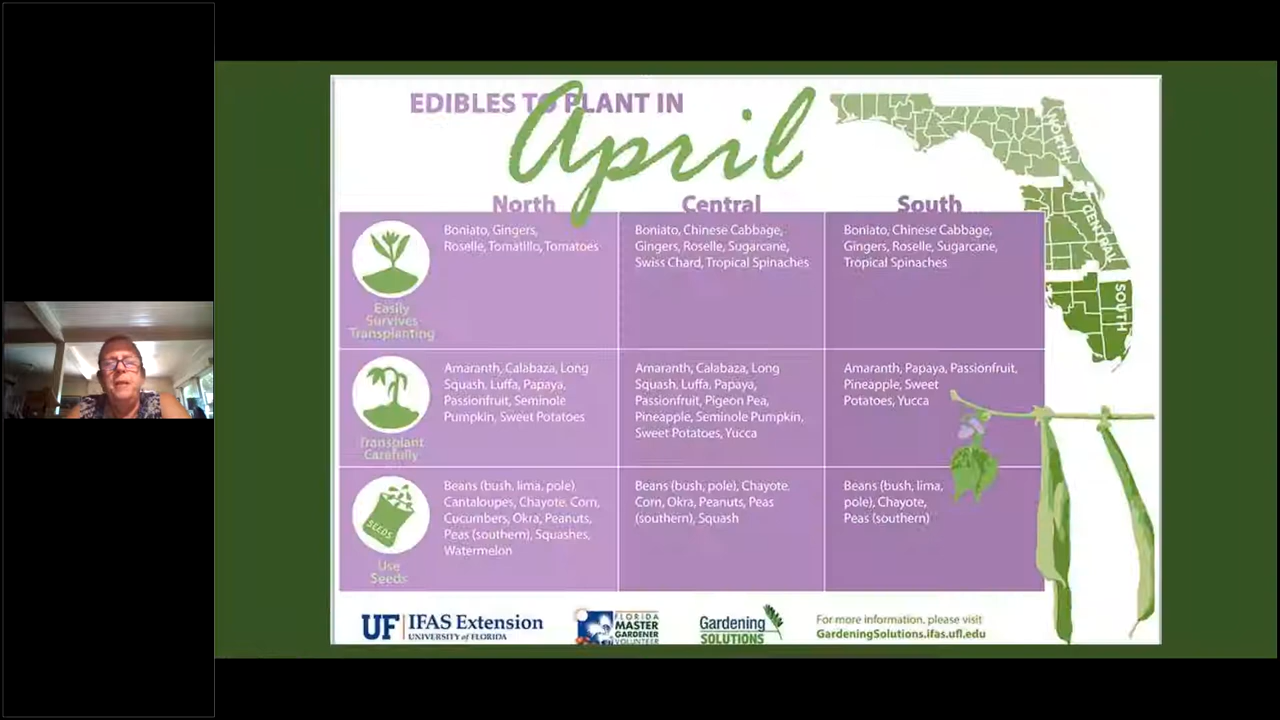 EDIBLES TO PLANT IN
April
North
Central
South
NORTH
CENTRAL
SOUTH
Easily
Survives
Transplanting
Boniato, Gingers,
Roselle, Tomatillo, Tomatoes
Boniato, Chinese Cabbage,
Gingers, Roselle, Sugarcane,
Swiss Chard, Tropical Spinaches
Boniato, Chinese Cabbage,
Gingers, Roselle, Sugarcane,
Tropical Spinaches
Transplant
Carefully
Amaranth, Calabaza, Long
Squash, Luffa, Papaya,
Passionfruit, Seminole
Pumpkin, Sweet Potatoes
Amaranth, Calabaza, Long
Squash, Luffa, Papaya,
Passionfruit, Pigeon Pea,
Pineapple, Seminole Pumpkin,
Sweet Potatoes, Yucca
Amaranth, Papaya, Passionfruit,
Pineapple, Sweet
Potatoes, Yucca
SEEDS
Use
Seeds
Beans (bush, lima, pole)
Cantaloupes, Chayote, Corn,
Cucumbers, Okra, Peanuts,
Peas (southern), Squashes,
Watermelon
Beans (bush, pole), Chayote,
Corn, Okra, Peanuts, Peas
(southern), Squash
Beans (bush, lima,
pole), Chayote,
Peas (southern)
UF IFAS Extension
UNIVERSITY of FLORIDA
FLORIDA
MASTER
GARDENER
VOLUNTEER
Gardening
SOLUTIONS
For more information, please visit
GardeningSolutions.ifas.ufl.edu